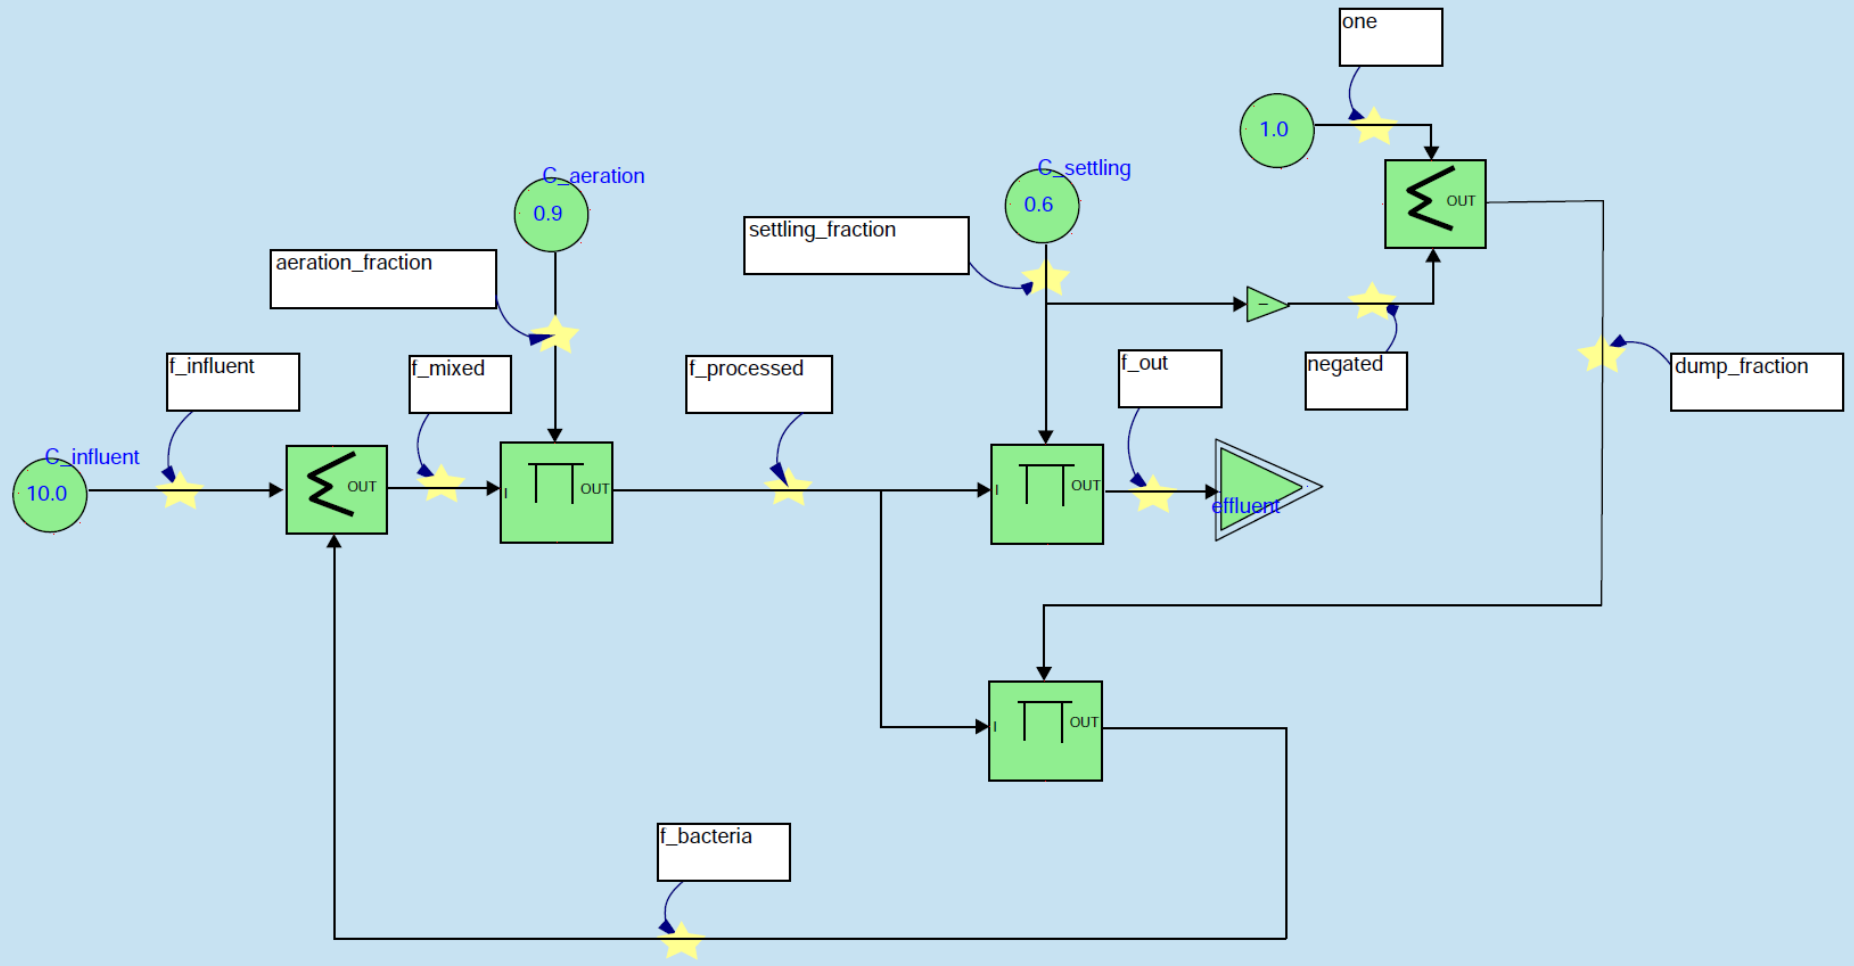 one
1.0
OUT
C_aeration
0.9
C_settling
0.6
settling_fraction
aeration_fraction
−
f_influent
f_mixed
f_processed
f_out
negated
dump_fraction
C_influent
10.0
OUT
I
OUT
I
OUT
effluent
I
OUT
f_bacteria